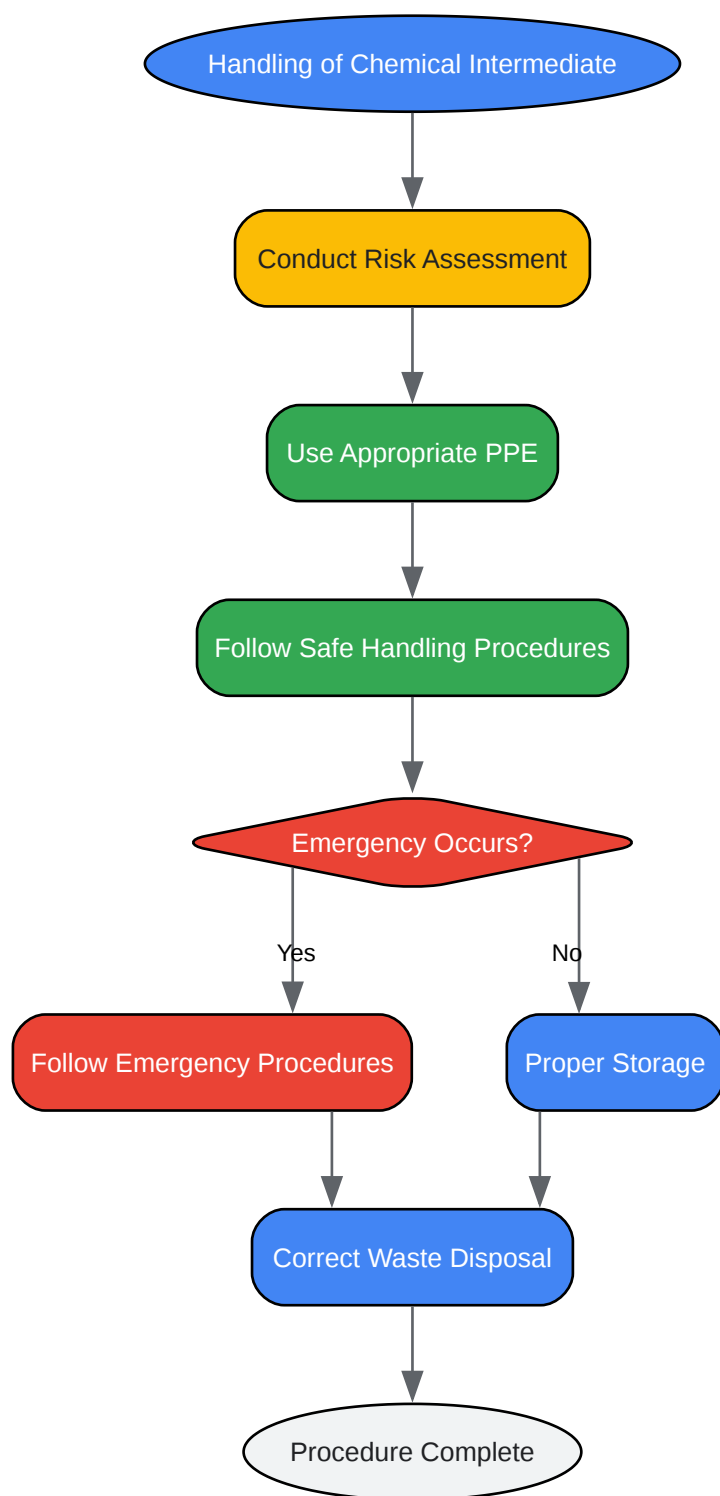 Handling of Chemical Intermediate
Conduct Risk Assessment
Use Appropriate PPE
Follow Safe Handling Procedures
Emergency Occurs?
Yes
No
Follow Emergency Procedures
Proper Storage
Correct Waste Disposal
Procedure Complete